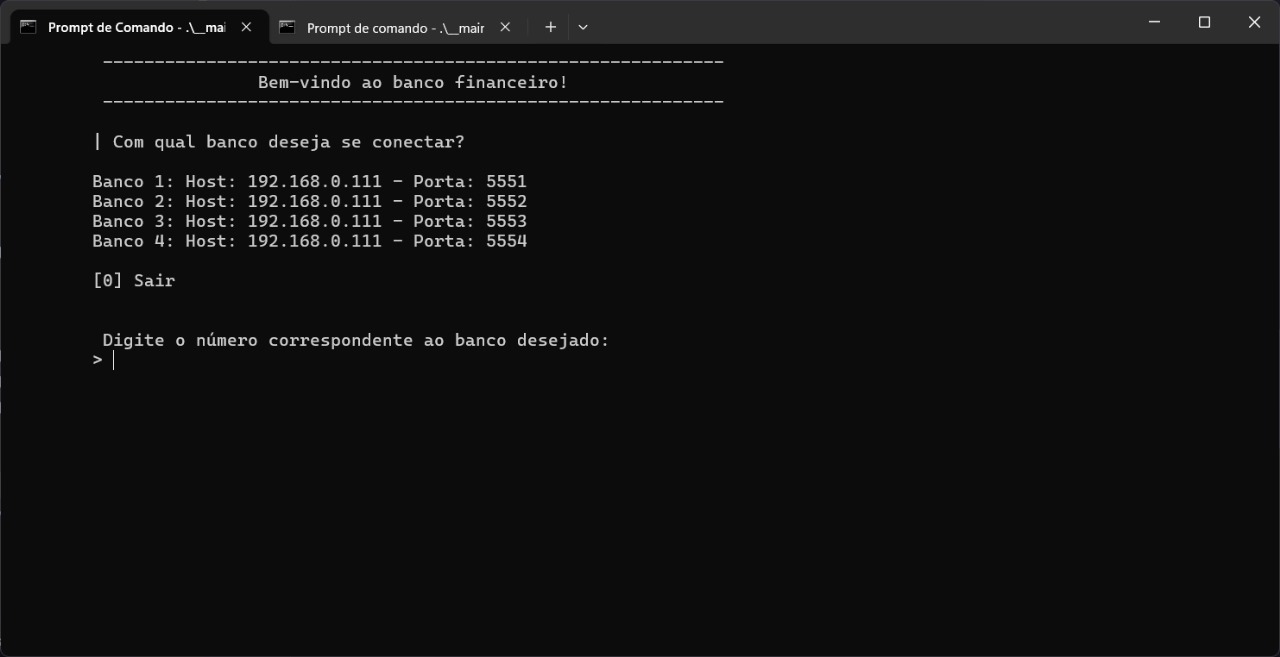 Prompt de Comando - .\__mai
Prompt de comando - .\__mair
------------------------------------------------------------
Bem-vindo ao banco financeiro!
------------------------------------------------------------
| Com qual banco deseja se conectar?
Banco 1: Host: 192.168.0.111 - Porta: 5551
Banco 2: Host: 192.168.0.111 - Porta: 5552
Banco 3: Host: 192.168.0.111 - Porta: 5553
Banco 4: Host: 192.168.0.111 - Porta: 5554
[0] Sair
Digite o número correspondente ao banco desejado:
>